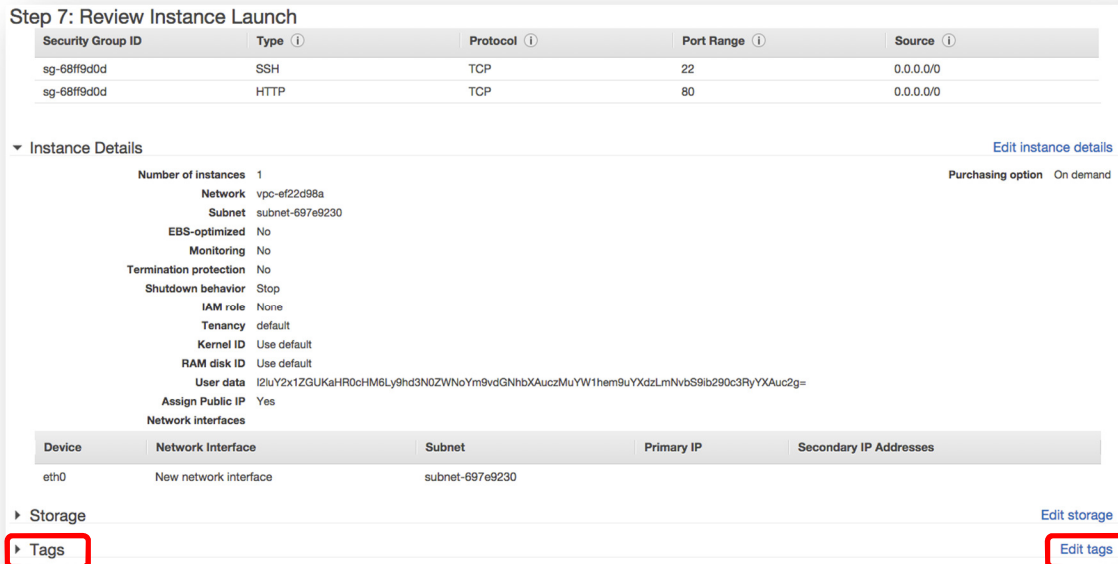 Step 7: Review Instance Launch
Security Group ID Type i Protocol i Port Range i Source i
sg-68ff9d0d SSH TCP 22 0.0.0.0/0
sg-68ff9d0d HTTP TCP 80 0.0.0.0/0
Instance Details Edit instance details
Number of instances 1 Purchasing option On demand
Network vpc-ef22d98a
Subnet subnet-697e9230
EBS-optimized No
Monitoring No
Termination protection No
Shutdown behavior Stop
IAM role None
Tenancy default
Kernel ID Use default
RAM disk ID Use default
User data I2luY2x1ZGUKaHR0cHM6Ly9hd3N0ZWNoYm9vdGNhbXAuczMuYW1hem9uYXdzLmNvbS9ib290c3RyYXAuc2g=
Assign Public IP Yes
Network interfaces
Device Network Interface Subnet Primary IP Secondary IP Addresses
eth0 New network interface subnet-697e9230
Storage Edit storage
Tags Edit tags